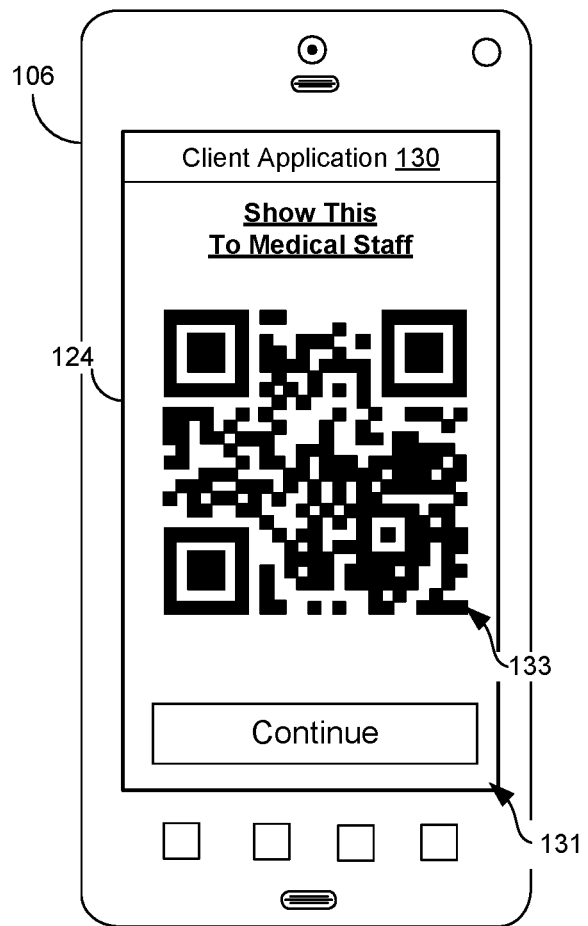 106
Client Application 130
Show This
To Medical Staff
124
133
Continue
131